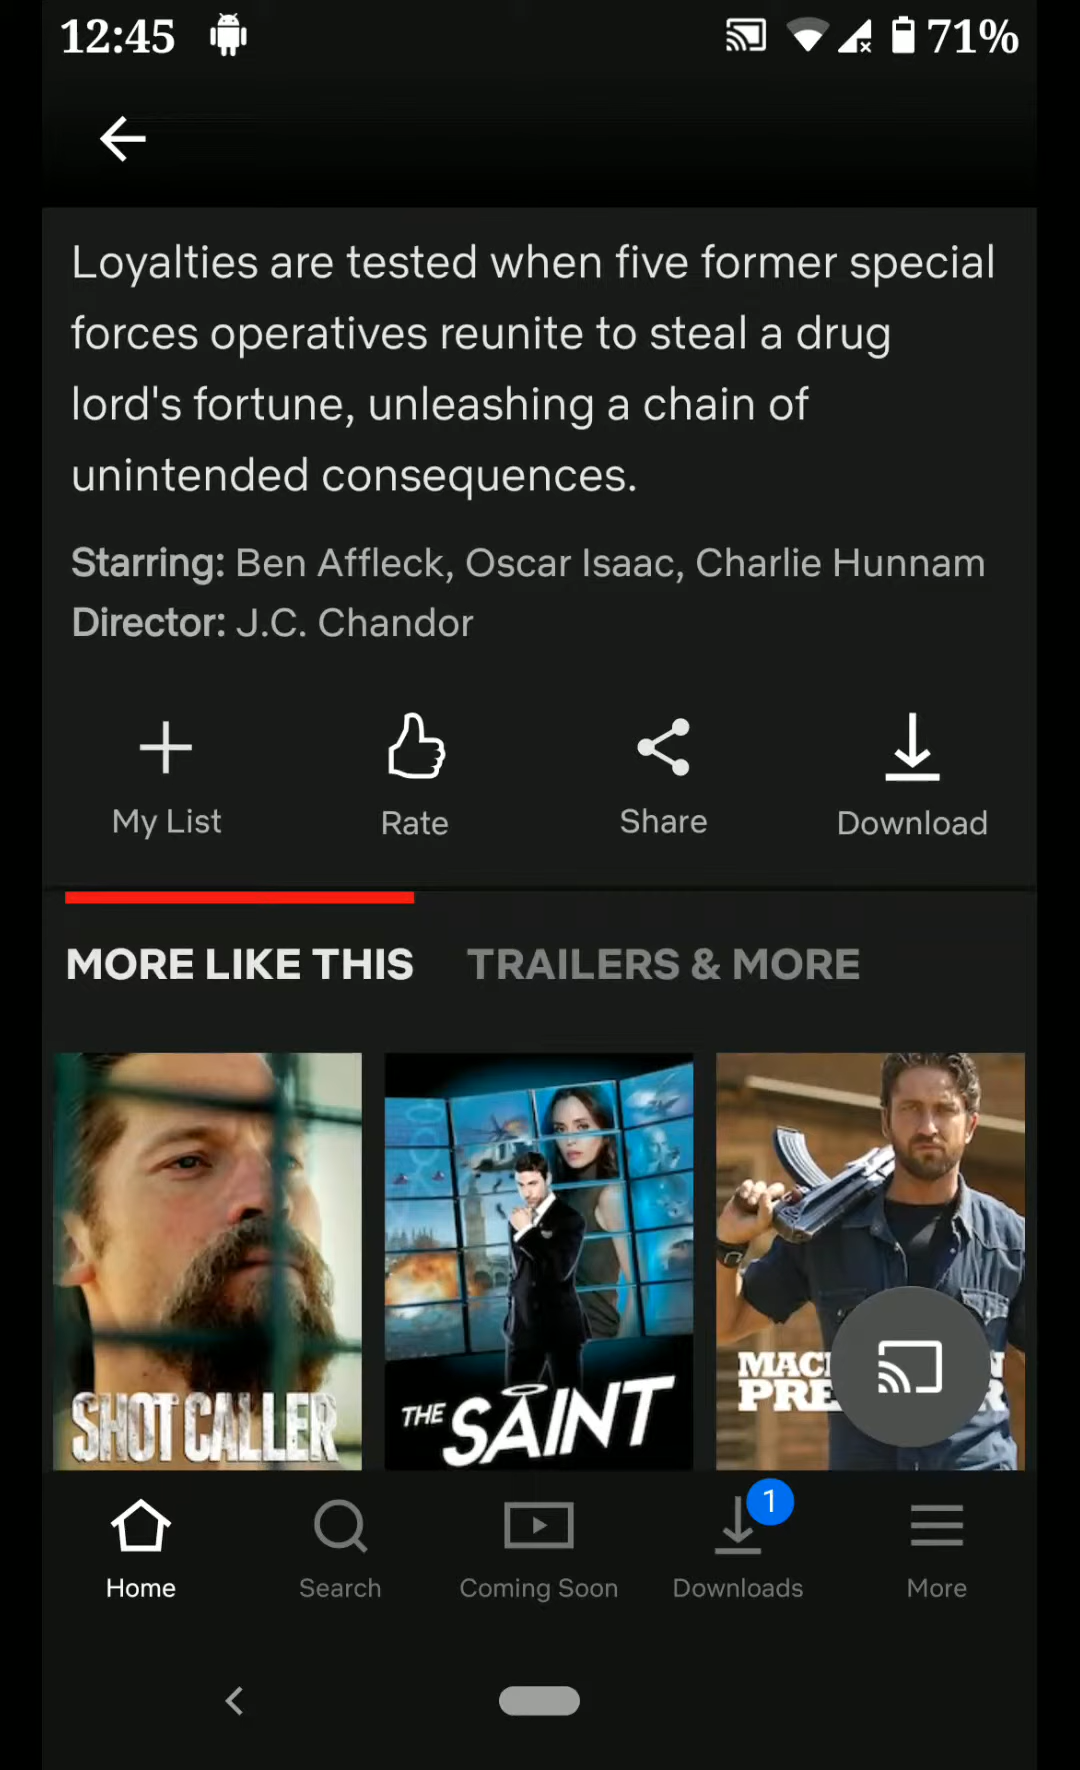 12:45
71%
Loyalties are tested when five former special
forces operatives reunite to steal a drug
lord's fortune, unleashing a chain of
unintended consequences.
Starring: Ben Affleck, Oscar Isaac, Charlie Hunnam
Director: J.C. Chandor
My List
Rate
Share
Download
MORE LIKE THIS
TRAILERS & MORE
SHOT CALLER
THE SAINT
1
Home
Search
Coming Soon
Downloads
More